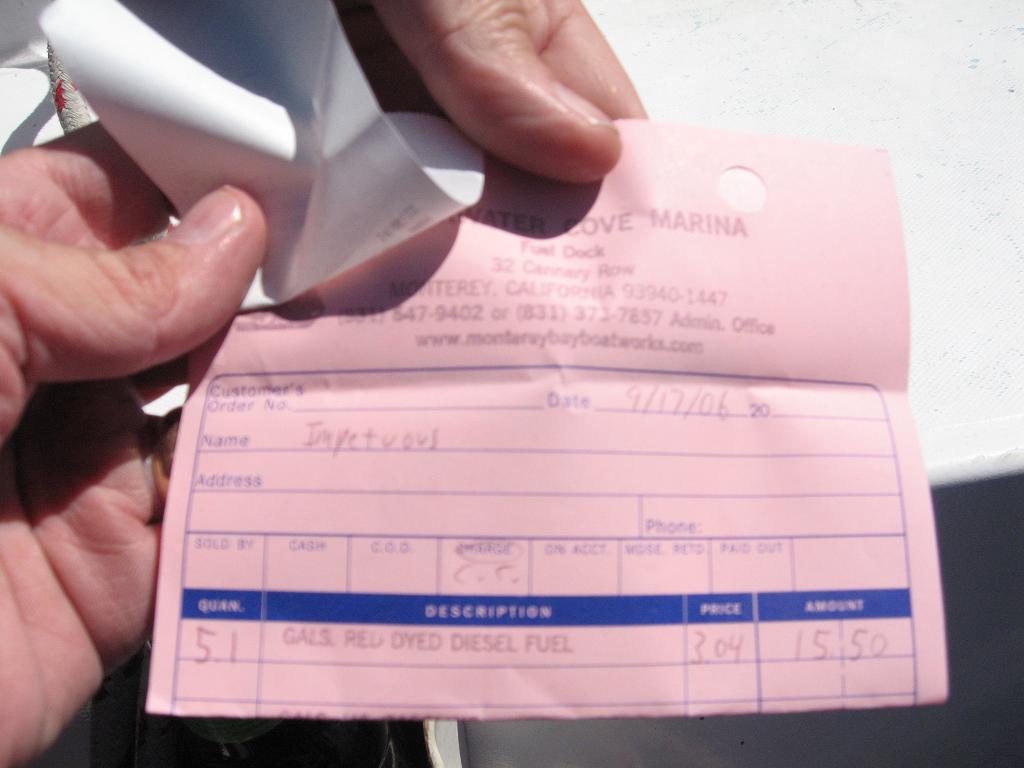 WATER COVE MARINA
Fuel Dock
32 Cannery Row
MONTEREY, CALIFORNIA 93940-1447
(831) 647-9402 or (831) 373-7857 Admin. Office
www.montereybayboatworks.com
Customer's
Order No. Date 9/17/06 20
Name Impetuous
Address
Phone:
SOLD BY CASH C.O.D. CHARGE ON ACCT. MDSE. RETD. PAID OUT
C.C.
QUAN. DESCRIPTION PRICE AMOUNT
5.1 GALS. RED DYED DIESEL FUEL 3.04 15.50